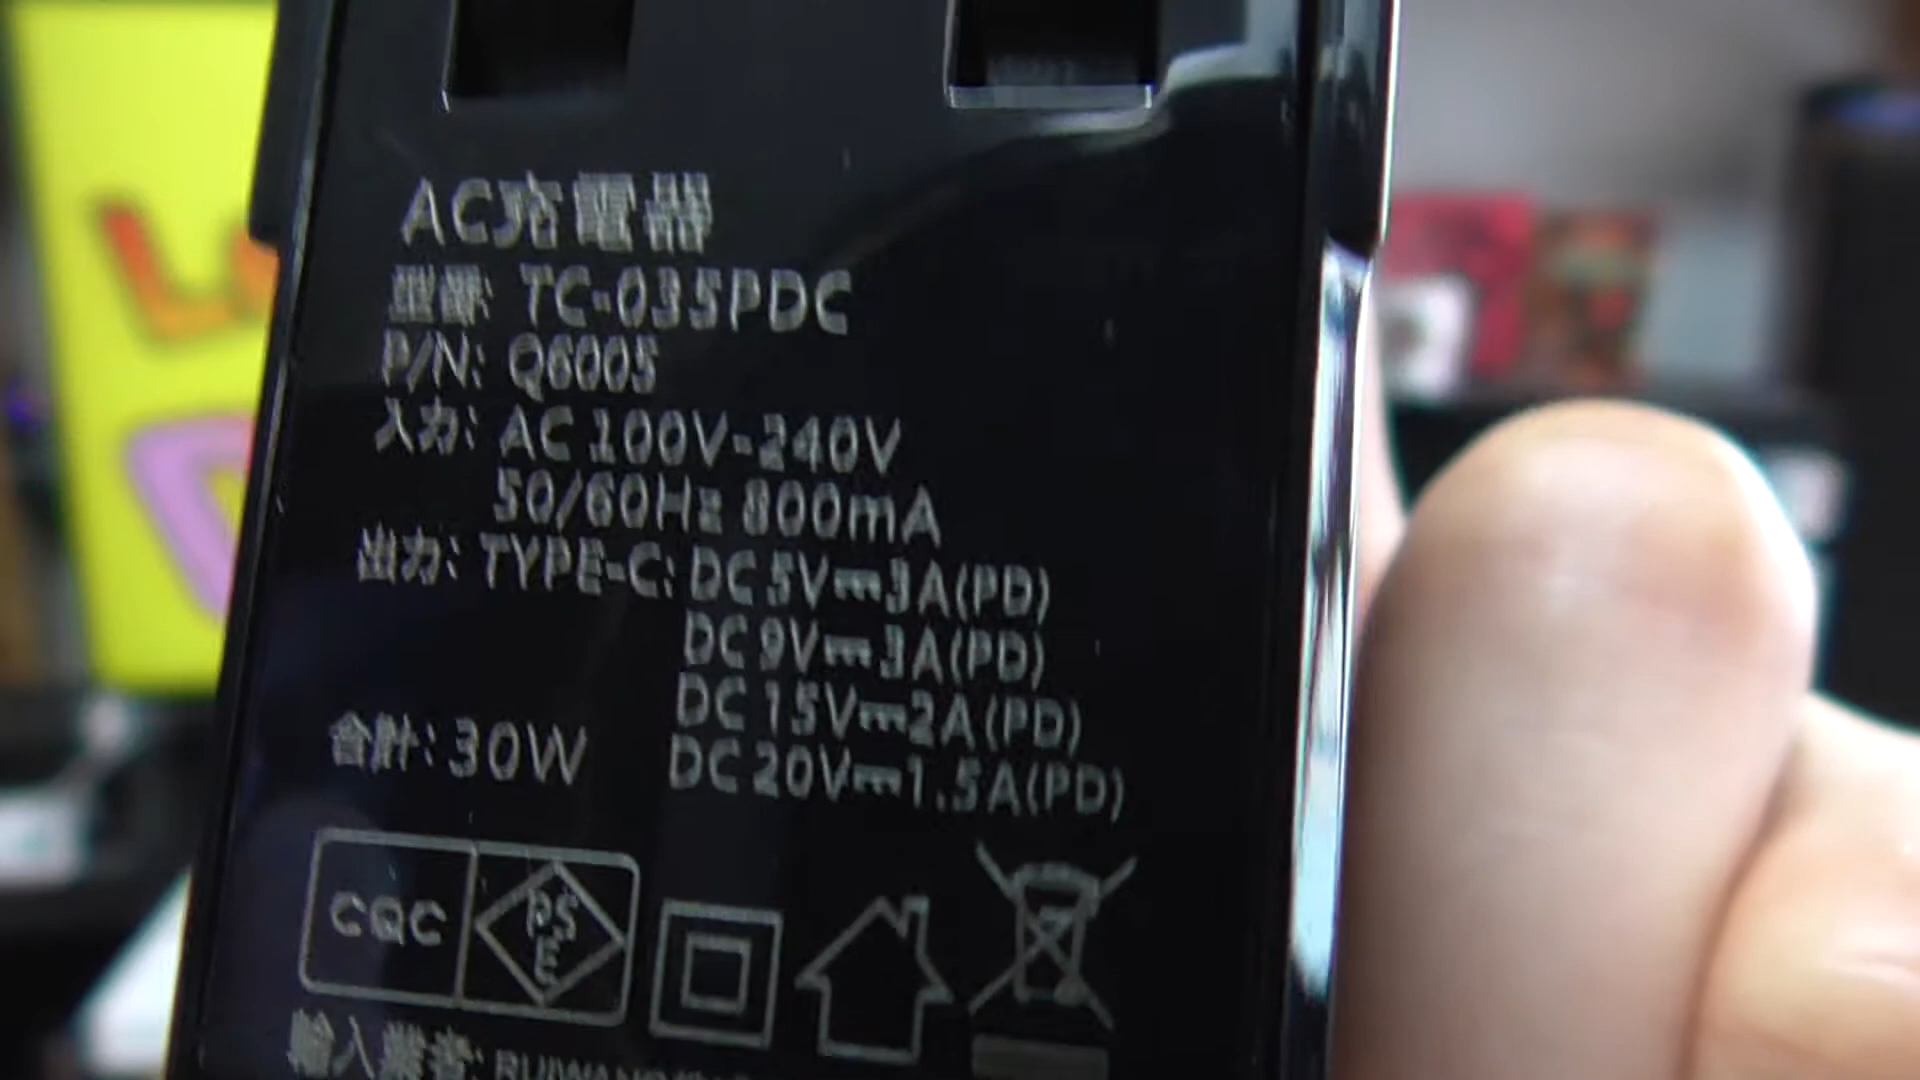 AC充電器
型番: TC-035PDC
P/N: Q6005
入力: AC 100V-240V
50/60Hz 800mA
出力: TYPE-C: DC 5V⎓3A(PD)
DC 9V⎓3A(PD)
DC 15V⎓2A(PD)
DC 20V⎓1.5A(PD)
合計: 30W
CQC
PS
E
輸入業者: RUIWANG